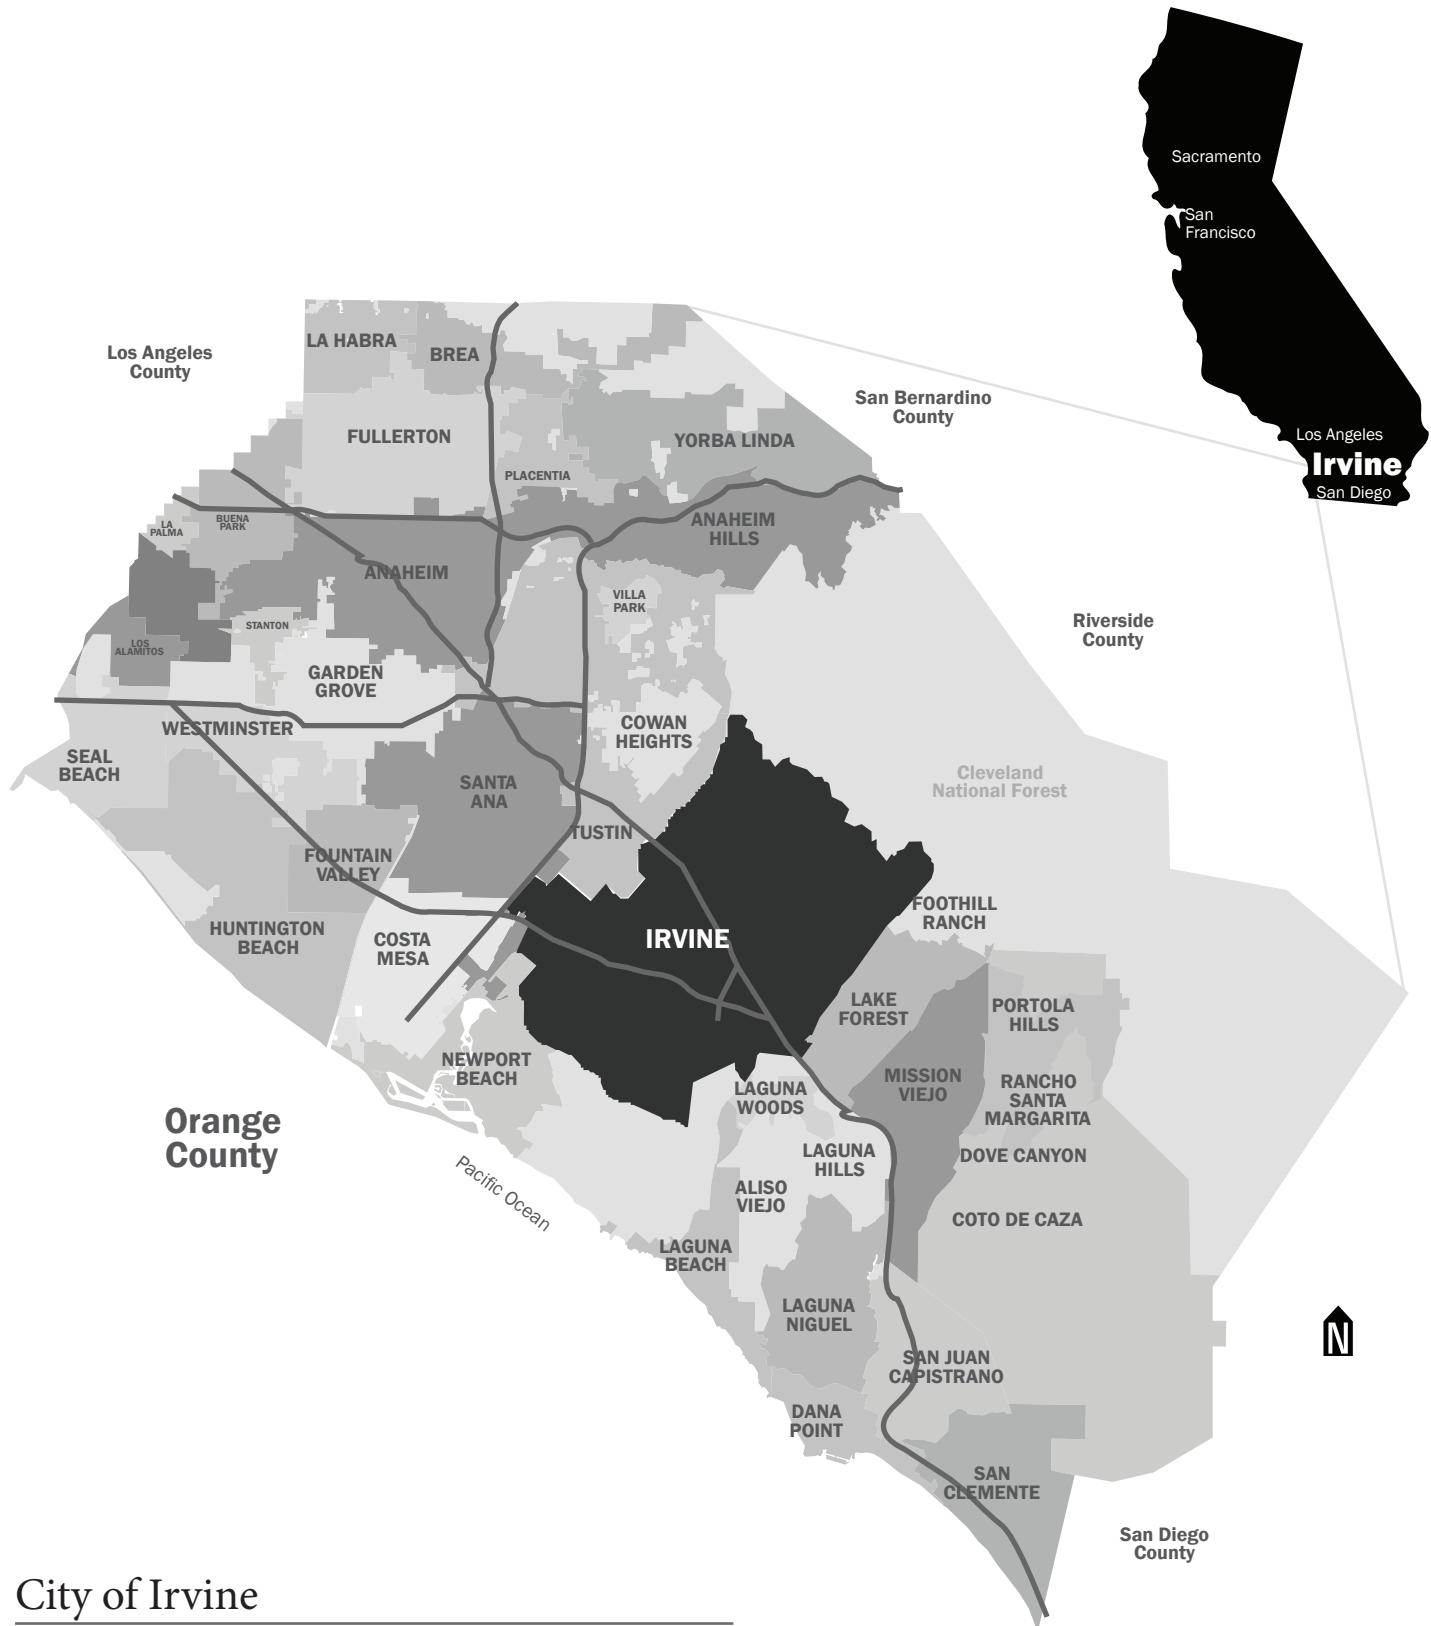 Sacramento
San
Francisco
Los Angeles
Irvine
San Diego
Los Angeles
County
San Bernardino
County
Riverside
County
LA HABRA
BREA
FULLERTON
YORBA LINDA
PLACENTIA
LA
PALMA
BUENA
PARK
ANAHEIM
HILLS
ANAHEIM
VILLA
PARK
STANTON
LOS
ALAMITOS
GARDEN
GROVE
WESTMINSTER
COWAN
HEIGHTS
SEAL
BEACH
SANTA
ANA
Cleveland
National Forest
TUSTIN
FOUNTAIN
VALLEY
FOOTHILL
RANCH
HUNTINGTON
BEACH
COSTA
MESA
IRVINE
LAKE
FOREST
PORTOLA
HILLS
NEWPORT
BEACH
MISSION
VIEJO
RANCHO
SANTA
MARGARITA
LAGUNA
WOODS
Orange
County
LAGUNA
HILLS
DOVE CANYON
Pacific Ocean
ALISO
VIEJO
COTO DE CAZA
LAGUNA
BEACH
LAGUNA
NIGUEL
N
SAN JUAN
CAPISTRANO
DANA
POINT
SAN
CLEMENTE
San Diego
County
City of Irvine